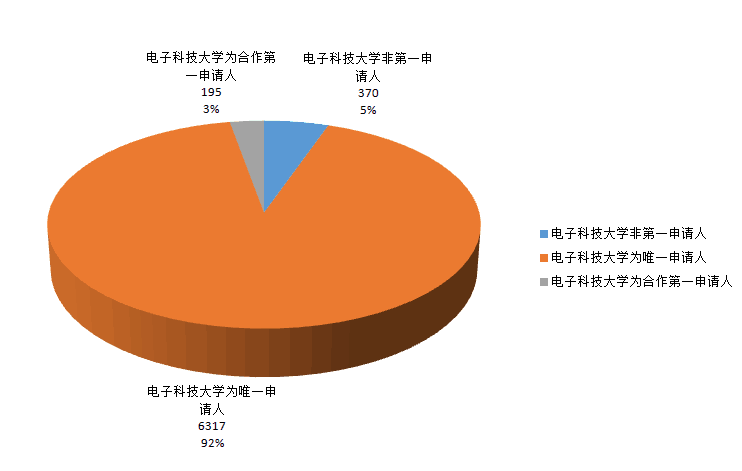 电子科技大学为合作第
一申请人
195
3%
电子科技大学非第一申
请人
370
5%
电子科技大学非第一申请人
电子科技大学为唯一申请人
电子科技大学为合作第一申请人
电子科技大学为唯一申
请人
6317
92%